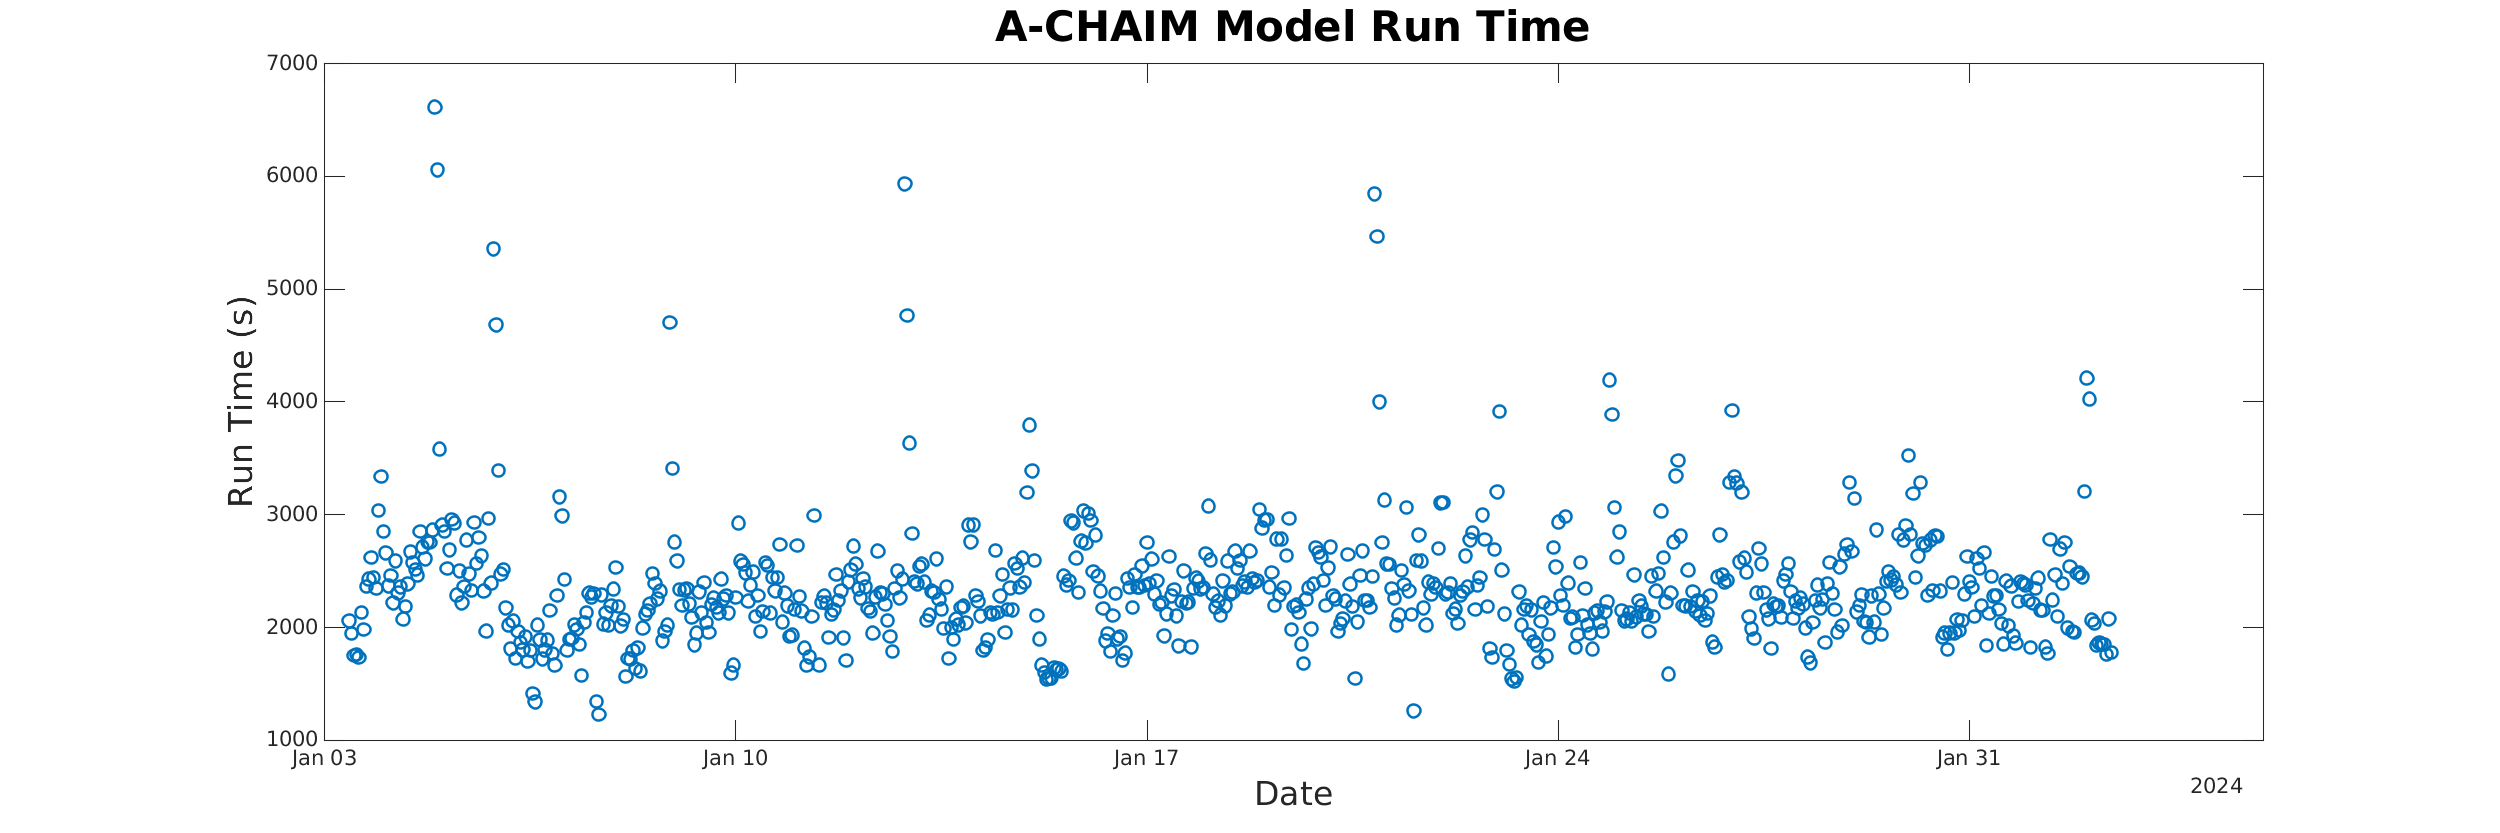 A-CHAIM Model Run Time
7000
6000
5000
4000
3000
2000
1000
Run Time (s)
Jan 03
Jan 10
Jan 17
Jan 24
Jan 31
2024
Date